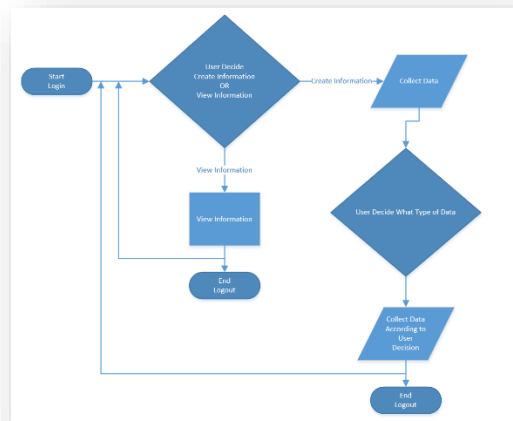 Start
Login
User Decide
Create Information
OR
View Information
Create Information
Collect Data
View Information
View Information
User Decide What Type of Data
End
Logout
Collect Data
According to
User
Decision
End
Logout